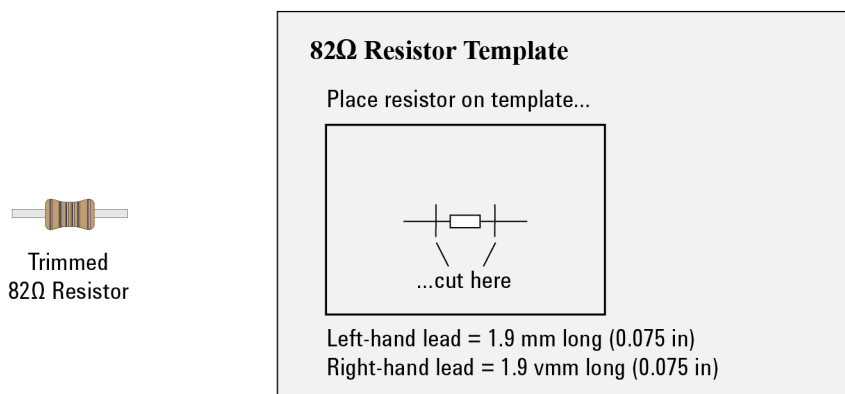 82Ω Resistor Template
Place resistor on template...
...cut here
Left-hand lead = 1.9 mm long (0.075 in)
Right-hand lead = 1.9 vmm long (0.075 in)
Trimmed
82Ω Resistor